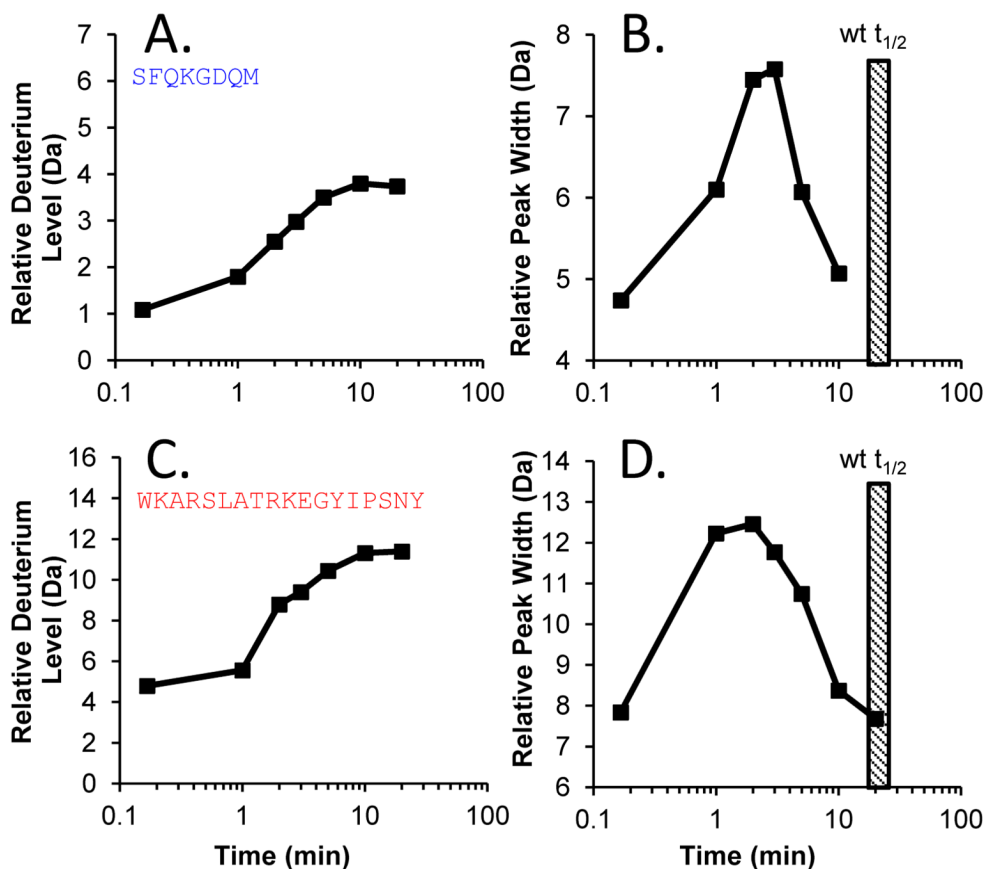 A.
SFQKGDQM
Relative Deuterium
Level (Da)
7
6
5
4
3
2
1
0
0.1 1 10 100
B.
wt t1/2
Relative Peak Width (Da)
8
7
6
5
4
0.1 1 10 100
C.
WKARSLATRKEGYIPSNY
Relative Deuterium
Level (Da)
16
14
12
10
8
6
4
2
0
0.1 1 10 100
Time (min)
D.
wt t1/2
Relative Peak Width (Da)
14
13
12
11
10
9
8
7
6
0.1 1 10 100
Time (min)